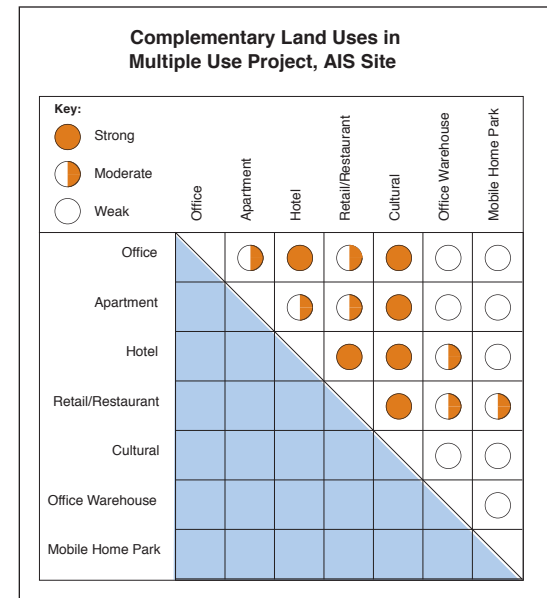 Complementary Land Uses in
Multiple Use Project, AIS Site
Key:
Strong
Moderate
Weak
Office
Apartment
Hotel
Retail/Restaurant
Cultural
Office Warehouse
Mobile Home Park
Office
Apartment
Hotel
Retail/Restaurant
Cultural
Office Warehouse
Mobile Home Park